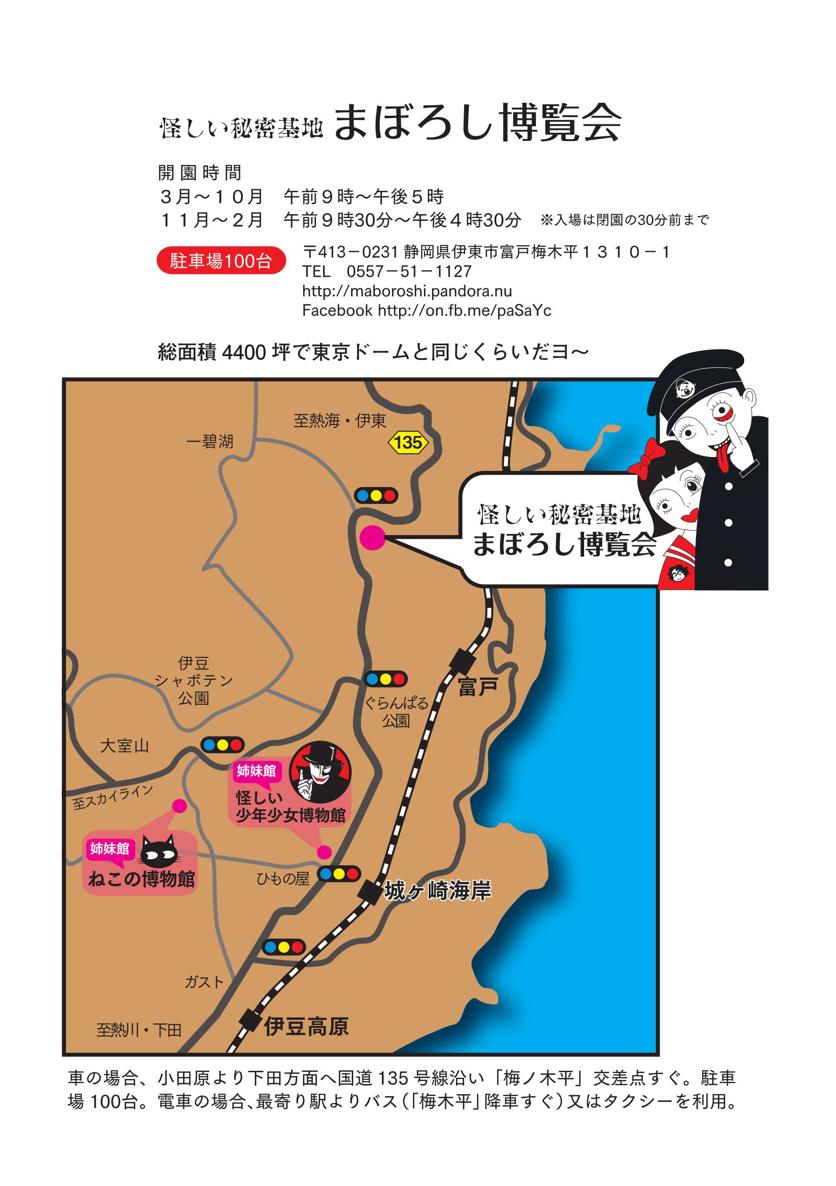 怪しい秘密基地 まぼろし博覧会
開園時間
３月〜１０月　午前９時〜午後５時
１１月〜２月　午前９時30分〜午後４時30分　※入場は閉園の30分前まで
駐車場100台
〒413−0231 静岡県伊東市富戸梅木平１３１０−１
TEL　0557−51−1127
http://maboroshi.pandora.nu
Facebook http://on.fb.me/paSaYc
総面積 4400 坪で東京ドームと同じくらいだヨ〜
至熱海・伊東
135
一碧湖
怪しい秘密基地
まぼろし博覧会
伊豆
シャボテン
公園
富戸
ぐらんぱる
公園
大室山
至スカイライン
姉妹館
怪しい
少年少女博物館
姉妹館
ねこの博物館
ひもの屋
城ヶ崎海岸
ガスト
伊豆高原
至熱川・下田
車の場合、小田原より下田方面へ国道 135 号線沿い「梅ノ木平」交差点すぐ。駐車
場 100台。電車の場合、最寄り駅よりバス（「梅木平」降車すぐ）又はタクシーを利用。